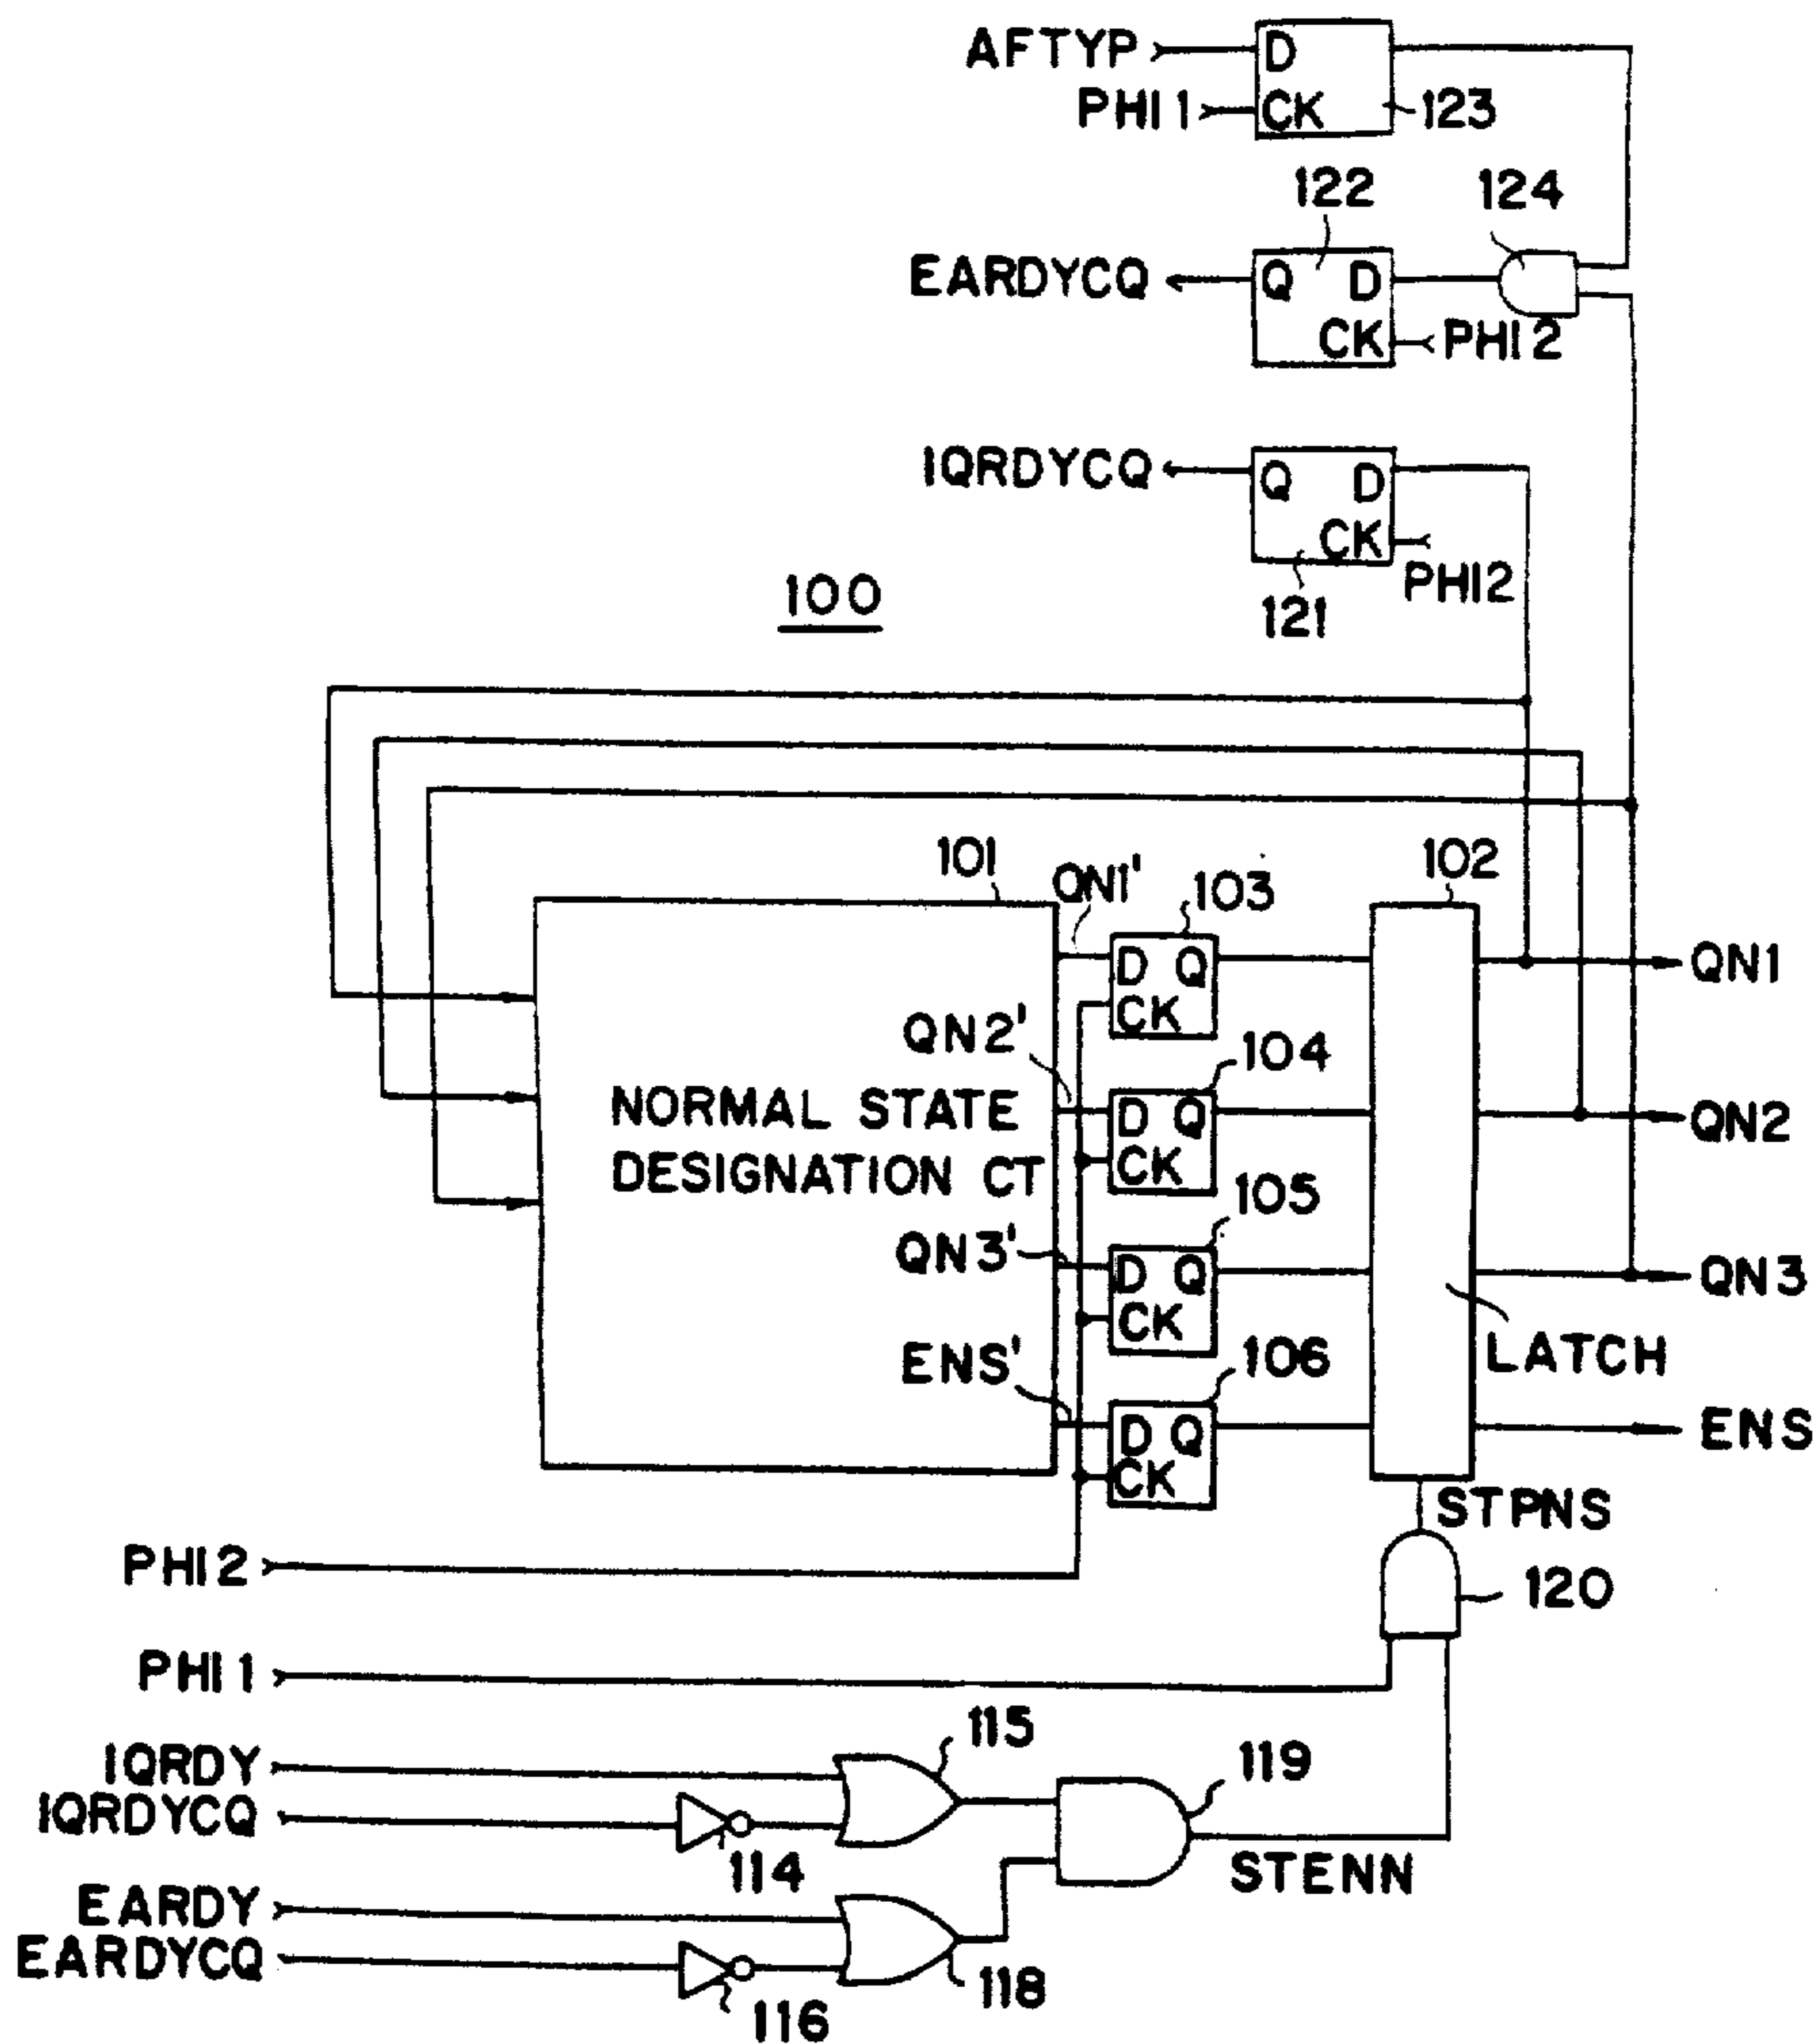 AFTYP
D
PHI1
CK
123
122
124
EARDYCQ
Q D
CK
PHI2
IQRDYCQ
Q D
CK
PHI2
121
100
101
QN1'
103
102
D Q
CK
QN1
QN2'
104
D Q
CK
QN2
NORMAL STATE
DESIGNATION CT
105
QN3'
D Q
CK
QN3
LATCH
ENS'
106
D Q
CK
ENS
STPNS
PHI2
120
PHI1
115
IQRDY
119
IQRDYCQ
114
STENN
EARDY
EARDYCQ
118
116